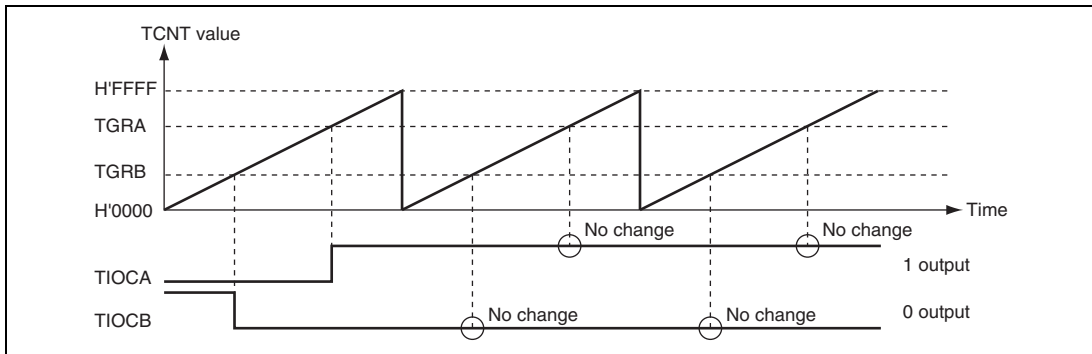 TCNT value
H'FFFF
TGRA
TGRB
H'0000
Time
No change
No change
TIOCA
1 output
TIOCB
No change
No change
0 output